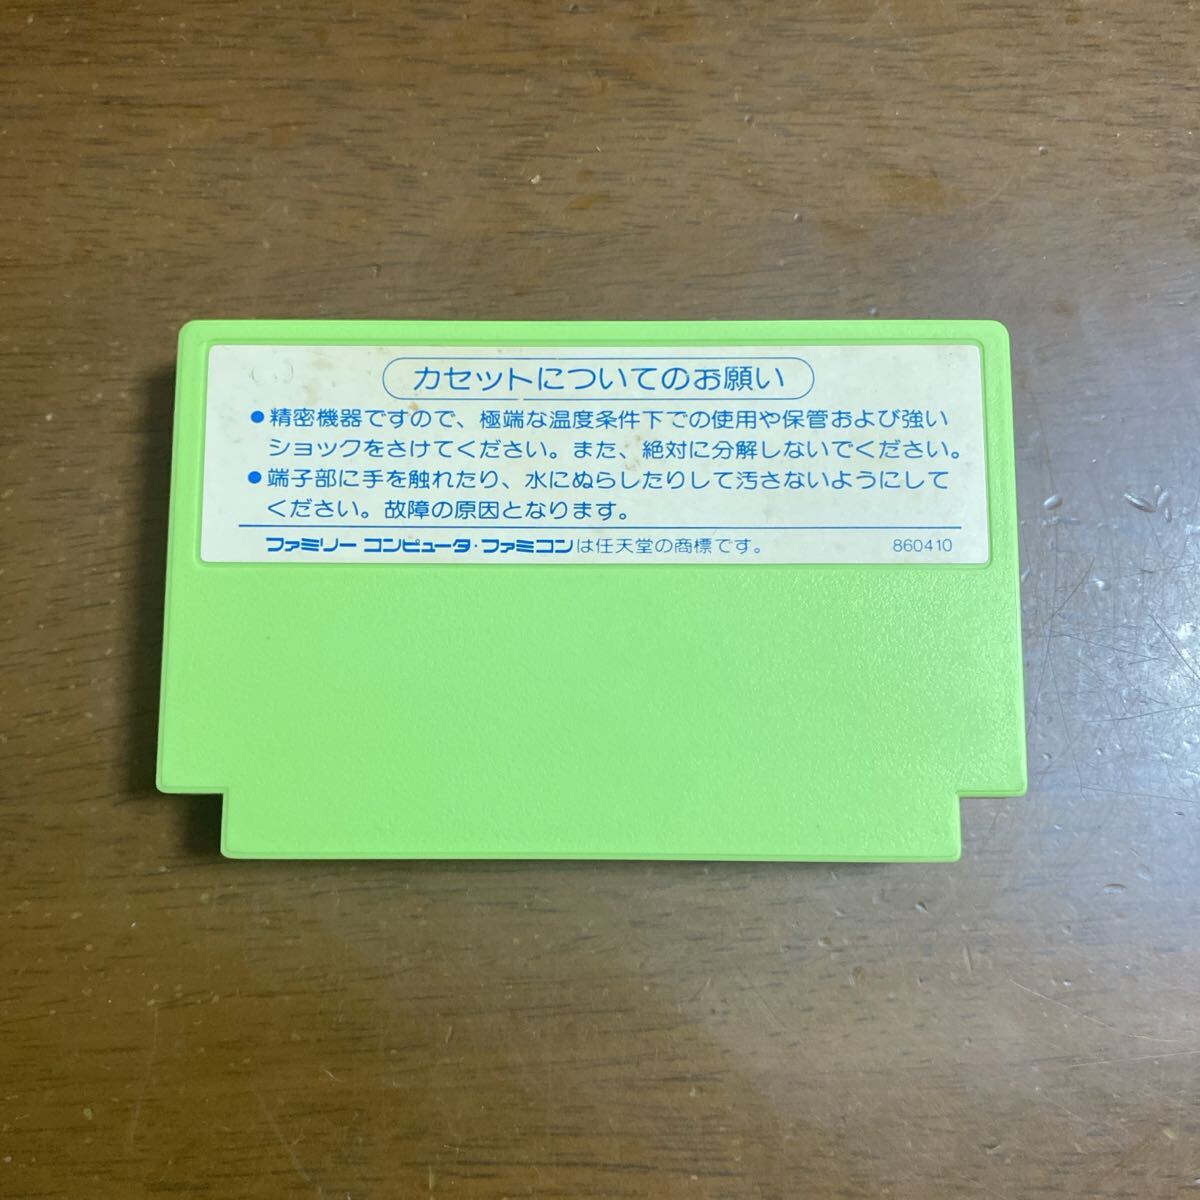 カセットについてのお願い
●精密機器ですので、極端な温度条件下での使用や保管および強い
ショックをさけてください。また、絶対に分解しないでください。
●端子部に手を触れたり、水にぬらしたりして汚さないようにして
ください。故障の原因となります。
ファミリー コンピュータ・ファミコンは任天堂の商標です。 860410